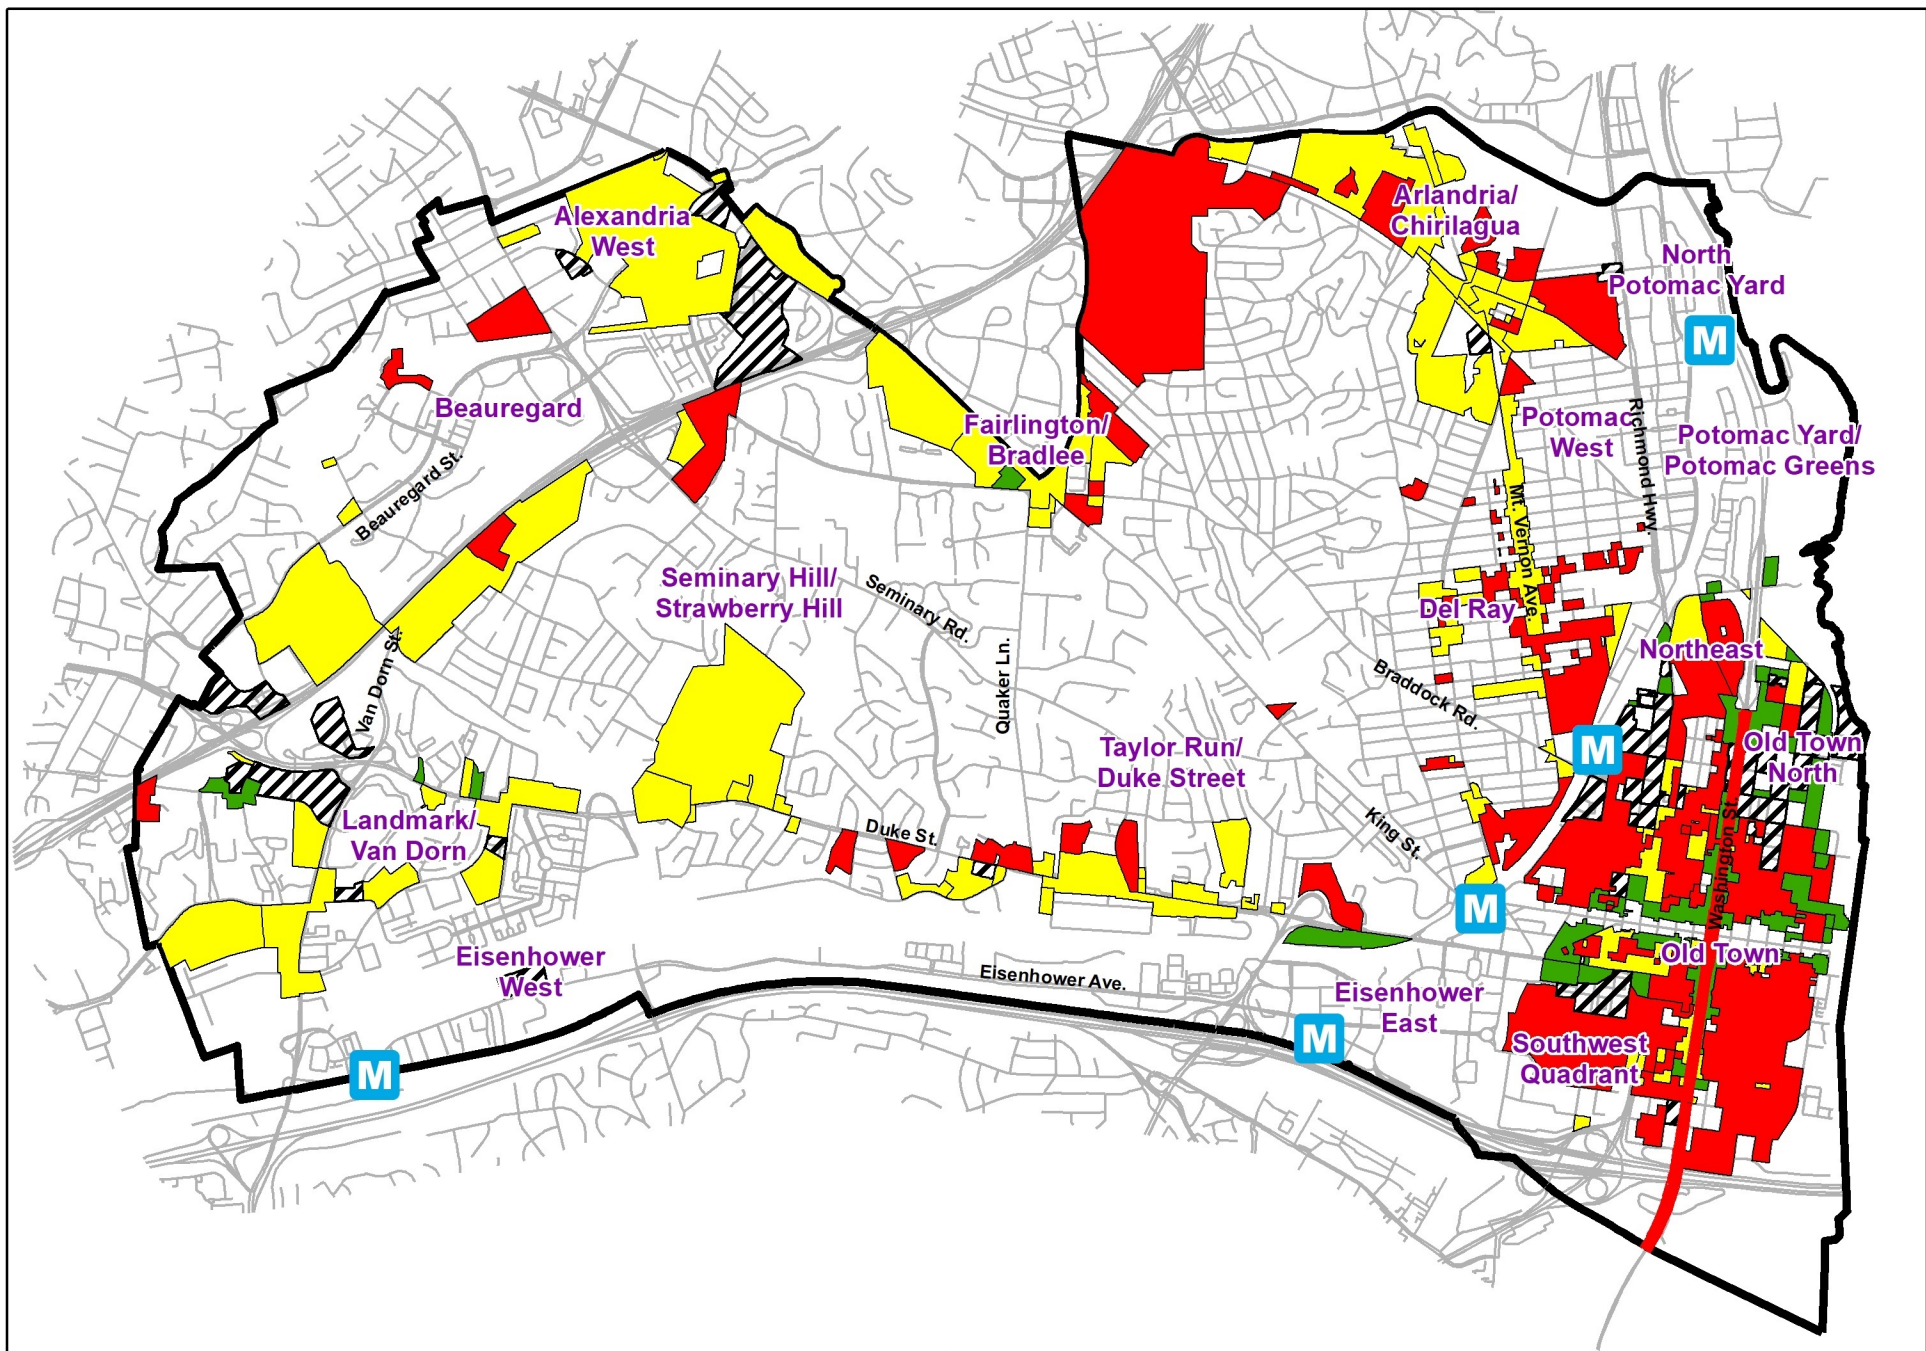 Alexandria
West
Arlandria/
Chirilagua
North
Potomac Yard
M
Beauregard
Fairlington/
Bradlee
Potomac
West
Richmond Hwy.
Potomac Yard/
Potomac Greens
Beauregard St.
Mt. Vernon Ave.
Seminary Hill/
Strawberry Hill
Seminary Rd.
Del Ray
Northeast
Van Dorn St.
Quaker Ln.
Braddock Rd.
Taylor Run/
Duke Street
M
Old Town
North
Landmark/
Van Dorn
Duke St.
King St.
Washington St.
M
Old Town
Eisenhower
West
Eisenhower Ave.
Eisenhower
East
M
Southwest
Quadrant
M